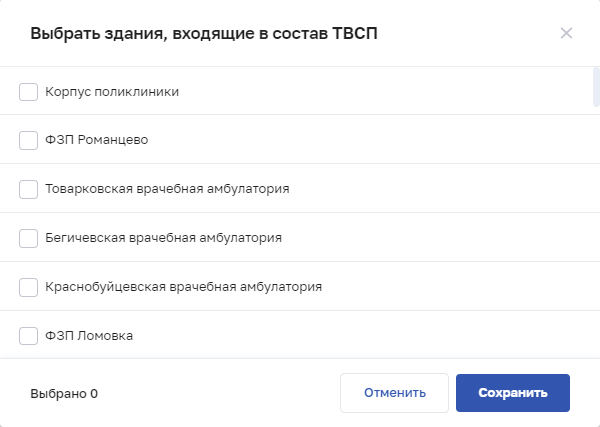 Выбрать здания, входящие в состав ТВСП
Корпус поликлиники
ФЗП Романцево
Товарковская врачебная амбулатория
Бегичевская врачебная амбулатория
Краснобуйцевская врачебная амбулатория
ФЗП Ломовка
Выбрано 0
Отменить
Сохранить